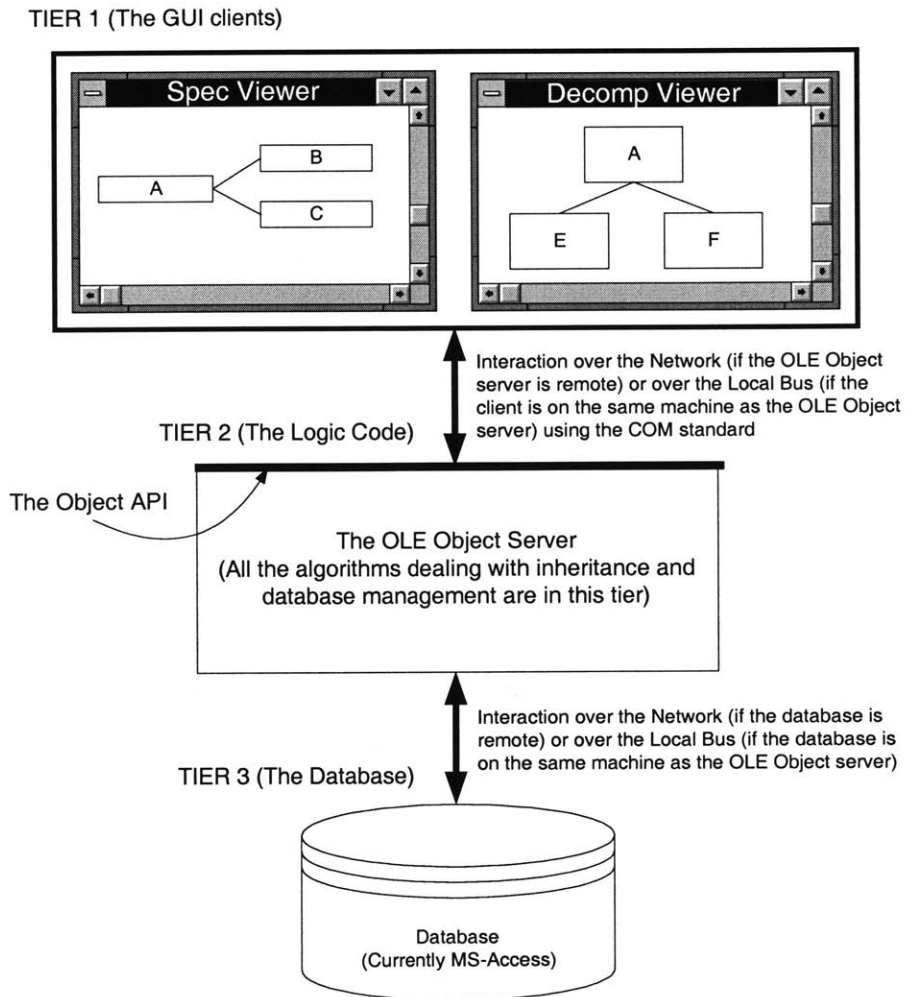 TIER 1 (The GUI clients)
Spec Viewer
A
B
C
Decomp Viewer
A
E
F
Interaction over the Network (if the OLE Object
server is remote) or over the Local Bus (if the
client is on the same machine as the OLE Object
server) using the COM standard
TIER 2 (The Logic Code)
The Object API
The OLE Object Server
(All the algorithms dealing with inheritance and
database management are in this tier)
Interaction over the Network (if the database is
remote) or over the Local Bus (if the database is
on the same machine as the OLE Object server)
TIER 3 (The Database)
Database
(Currently MS-Access)